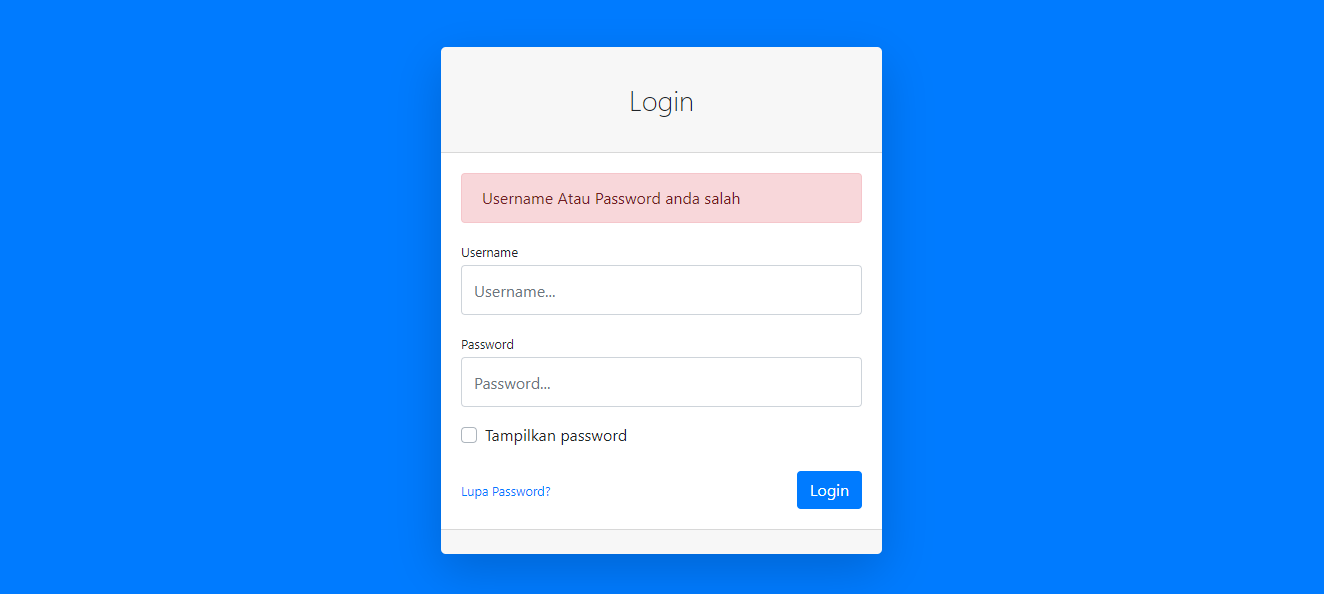 Login
Username Atau Password anda salah
Username
Username...
Password
Password...
Tampilkan password
Lupa Password?
Login